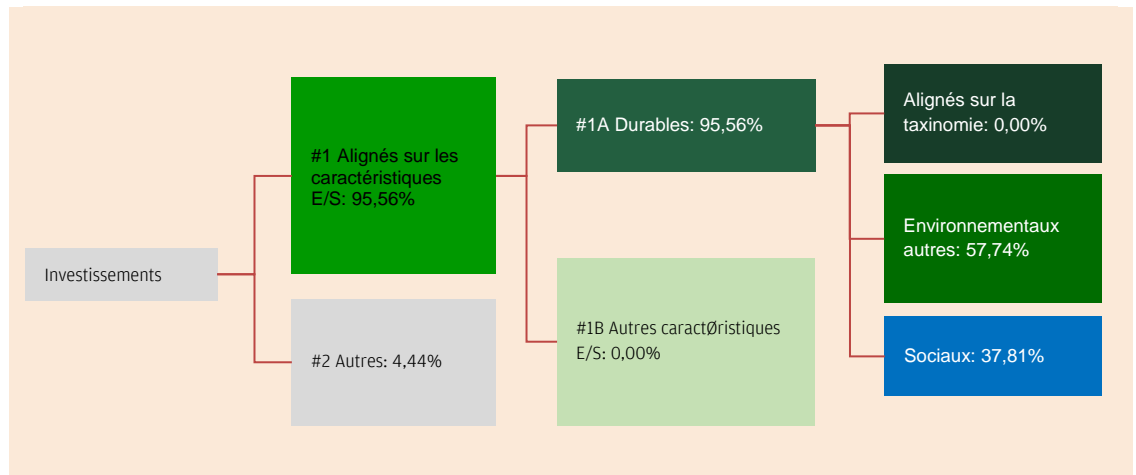 Investissements
#1 Alignés sur les
caractéristiques
E/S: 95,56%
#2 Autres: 4,44%
#1A Durables: 95,56%
#1B Autres caractØristiques
E/S: 0,00%
Alignés sur la
taxinomie: 0,00%
Environnementaux
autres: 57,74%
Sociaux: 37,81%